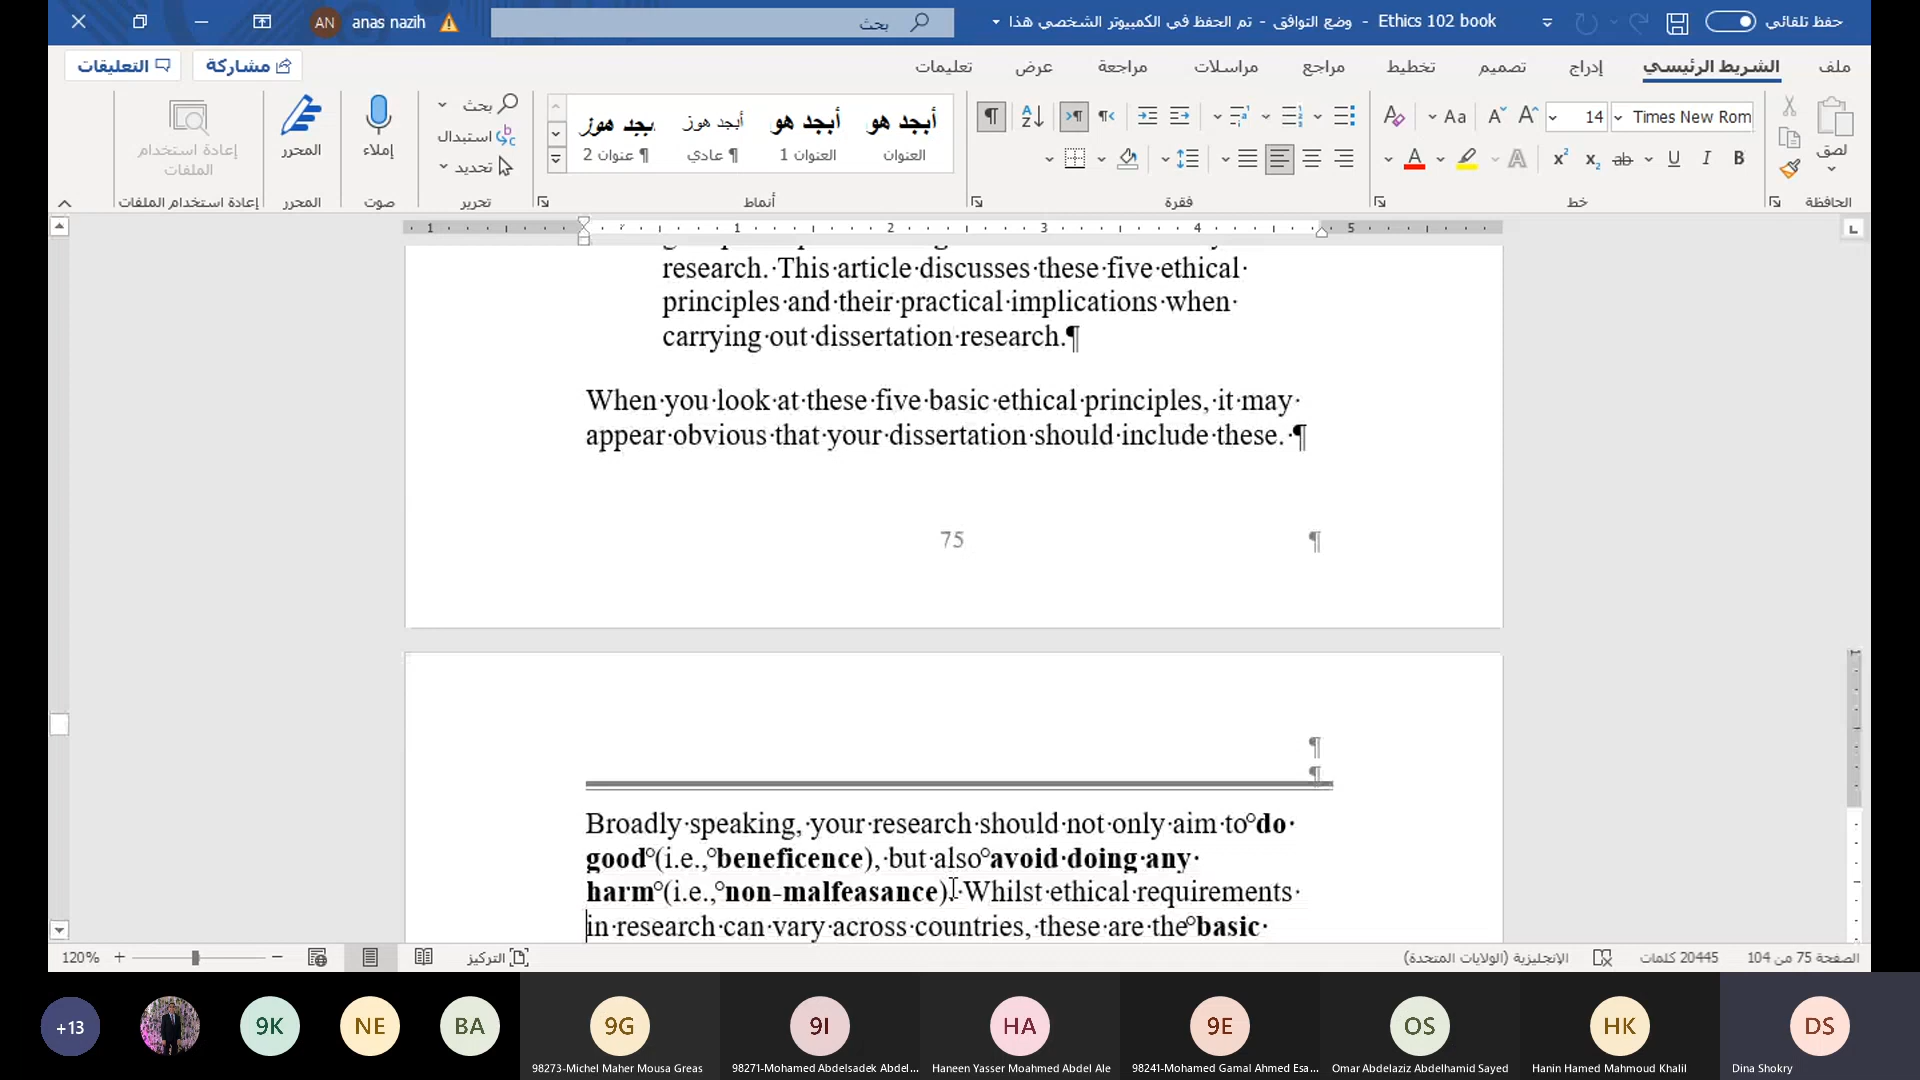 حفظ تلقائي
Ethics 102 book - وضع التوافق - تم الحفظ في الكمبيوتر الشخصي هذا
بحث
anas nazih
AN
ملف
الشريط الرئيسي
إدراج
تصميم
تخطيط
مراجع
مراسلات
مراجعة
عرض
تعليمات
مشاركة
التعليقات
لصق
الحافظة
Times New Rom
14
Aa
خط
فقرة
أبجد هو
العنوان
أبجد هو
العنوان 1
أبجد هوز
¶ عادي
أبجد هوز
¶ عنوان 2
أنماط
بحث
استبدال
تحديد
تحرير
إملاء
صوت
المحرر
المحرر
إعادة استخدام
الملفات
إعادة استخدام الملفات
1 1 2 3 4 5
research. This article discusses these five ethical
principles and their practical implications when
carrying out dissertation research.¶
When you look at these five basic ethical principles, it may
appear obvious that your dissertation should include these. ¶
75 ¶
¶
¶
Broadly speaking, your research should not only aim to do
good (i.e., beneficence), but also avoid doing any
harm (i.e., non-malfeasance). Whilst ethical requirements
in research can vary across countries, these are the basic
الصفحة 75 من 104
20445 كلمات
الإنجليزية (الولايات المتحدة)
التركيز
120%
+13
9K
NE
BA
9G
98273-Michel Maher Mousa Greas
9I
98271-Mohamed Abdelsadek Abdel...
HA
Haneen Yasser Moahmed Abdel Ale
9E
98241-Mohamed Gamal Ahmed Esa...
OS
Omar Abdelaziz Abdelhamid Sayed
HK
Hanin Hamed Mahmoud Khalil
DS
Dina Shokry